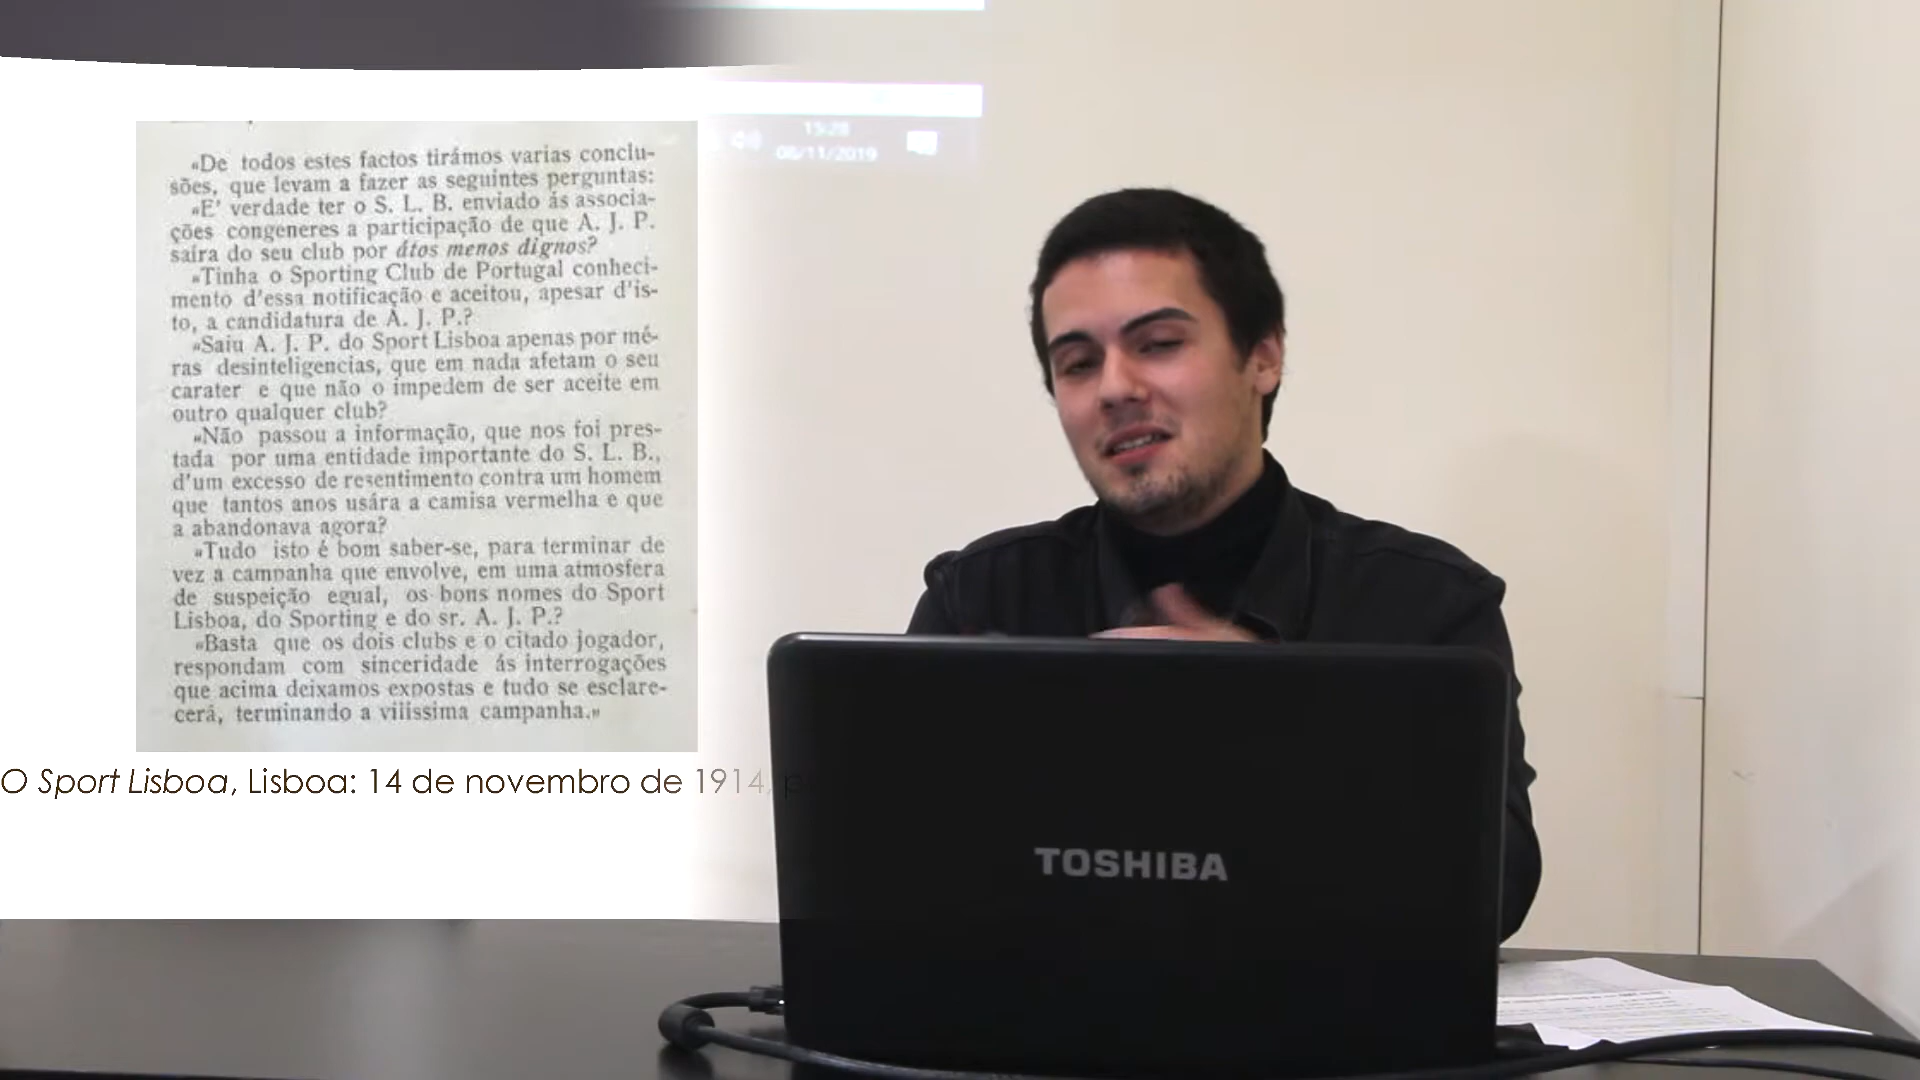 15:28
06/11/2019
«De todos estes factos tirámos varias conclu-
sões, que levam a fazer as seguintes perguntas:
«E' verdade ter o S. L. B. enviado ás associa-
ções congeneres a participação de que A. J. P.
saíra do seu club por átos menos dignos?
«Tinha o Sporting Club de Portugal conheci-
mento d'essa notificação e aceitou, apesar d'is-
to, a candidatura de A. J. P.?
«Saiu A. J. P. do Sport Lisboa apenas por mé-
ras desinteligencias, que em nada afetam o seu
carater e que não o impedem de ser aceite em
outro qualquer club?
«Não passou a informação, que nos foi pres-
tada por uma entidade importante do S. L. B.,
d'um excesso de resentimento contra um homem
que tantos anos usára a camisa vermelha e que
a abandonava agora?
«Tudo isto é bom saber-se, para terminar de
vez a campanha que envolve, em uma atmosfera
de suspeição egual, os bons nomes do Sport
Lisboa, do Sporting e do sr. A. J. P.?
«Basta que os dois clubs e o citado jogador,
respondam com sinceridade ás interrogações
que acima deixamos expostas e tudo se esclare-
cerá, terminando a vilissima campanha.»
O Sport Lisboa, Lisboa: 14 de novembro de 1914, p
TOSHIBA